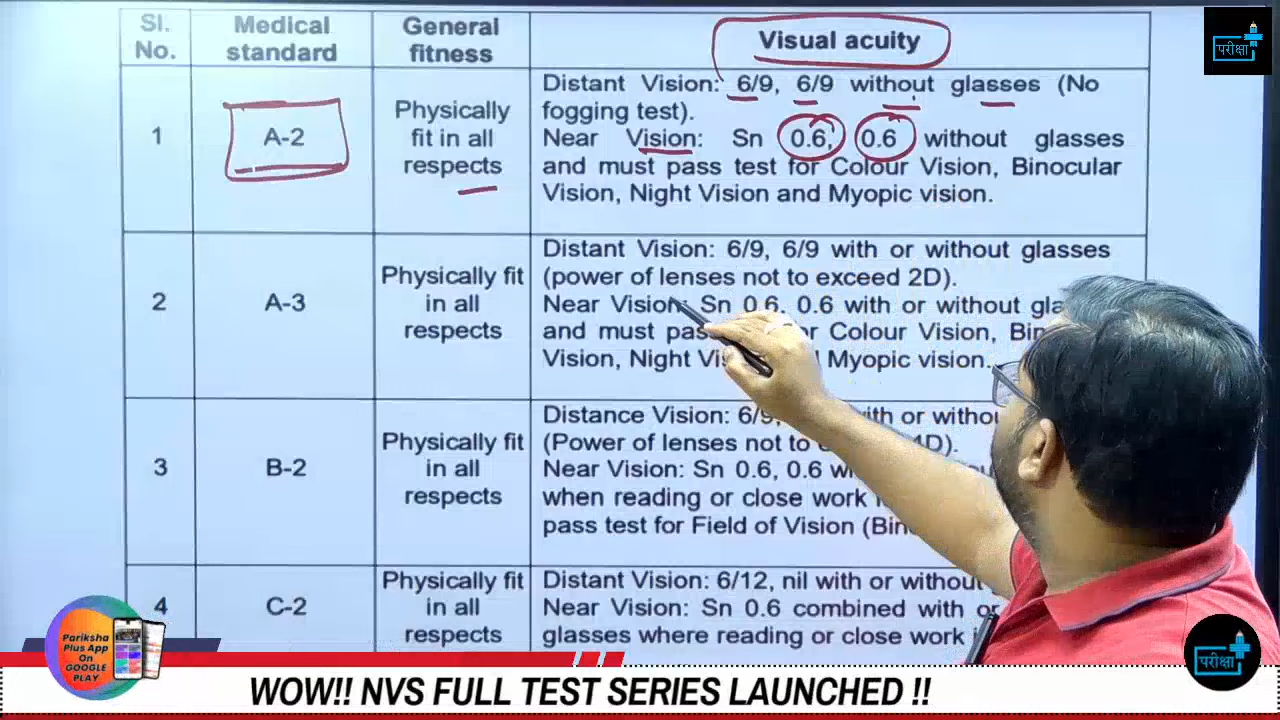 Sl. No.
Medical standard
General fitness
Visual acuity
1
A-2
Physically
fit in all
respects
Distant Vision: 6/9, 6/9 without glasses (No
fogging test).
Near Vision: Sn 0.6, 0.6 without glasses
and must pass test for Colour Vision, Binocular
Vision, Night Vision and Myopic vision.
2
A-3
Physically fit
in all
respects
Distant Vision: 6/9, 6/9 with or without glasses
(power of lenses not to exceed 2D).
Near Vision: Sn 0.6, 0.6 with or without
and must Colour Vision,
Vision, Night Myopic vision.
3
B-2
Physically fit
in all
respects
Distance Vision: with or
(Power of lenses not to
Near Vision: Sn 0.6, 0.6
when reading or close work
pass test for Field of Vision
4
C-2
Physically fit
in all
respects
Distant Vision: 6/12, nil with or without
Near Vision: Sn 0.6 combined with or
glasses where reading or close work
परीक्षा
Pariksha
Plus App
On
GOOGLE
PLAY
परीक्षा
WOW!! NVS FULL TEST SERIES LAUNCHED !!